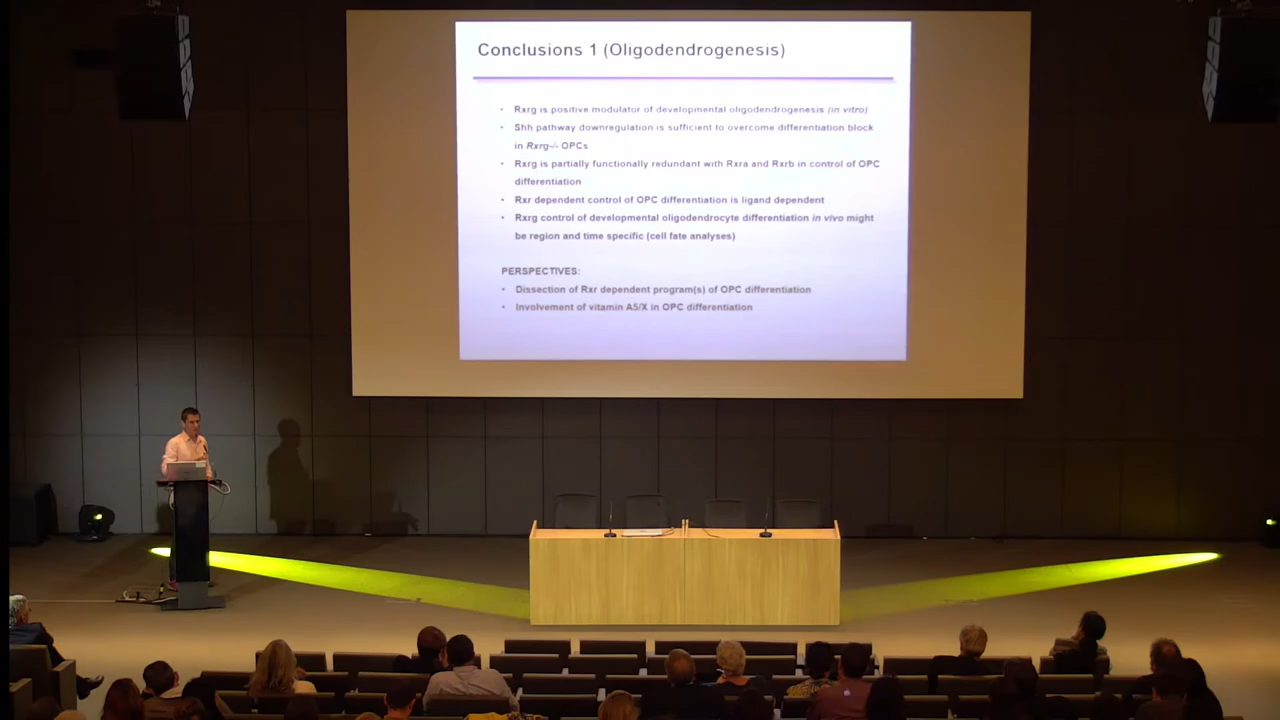 Conclusions 1 (Oligodendrogenesis)
• Rxrg is positive modulator of developmental oligodendrogenesis (in vitro)
• Shh pathway downregulation is sufficient to overcome differentiation block
in Rxrg-/- OPCs
• Rxrg is partially functionally redundant with Rxra and Rxrb in control of OPC
differentiation
• Rxr dependent control of OPC differentiation is ligand dependent
• Rxrg control of developmental oligodendrocyte differentiation in vivo might
be region and time specific (cell fate analyses)
PERSPECTIVES:
• Dissection of Rxr dependent program(s) of OPC differentiation
• Involvement of vitamin A5/X in OPC differentiation